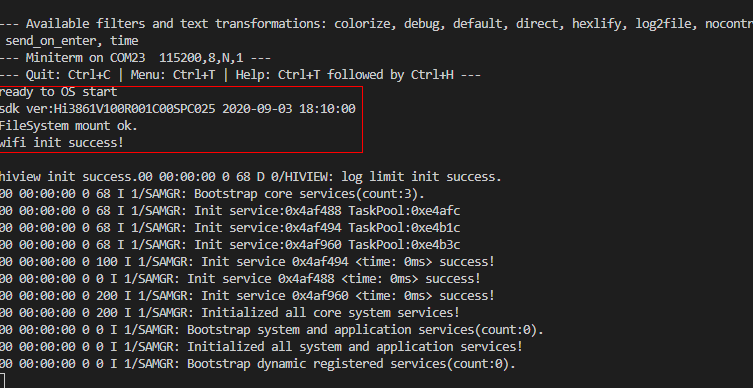 --- Available filters and text transformations: colorize, debug, default, direct, hexlify, log2file, nocontr
send_on_enter, time
--- Miniterm on COM23  115200,8,N,1 ---
--- Quit: Ctrl+C | Menu: Ctrl+T | Help: Ctrl+T followed by Ctrl+H ---
ready to OS start
sdk ver:Hi3861V100R001C00SPC025 2020-09-03 18:10:00
FileSystem mount ok.
wifi init success!
hiview init success.00 00:00:00 0 68 D 0/HIVIEW: log limit init success.
00 00:00:00 0 68 I 1/SAMGR: Bootstrap core services(count:3).
00 00:00:00 0 68 I 1/SAMGR: Init service:0x4af488 TaskPool:0xe4afc
00 00:00:00 0 68 I 1/SAMGR: Init service:0x4af494 TaskPool:0xe4b1c
00 00:00:00 0 68 I 1/SAMGR: Init service:0x4af960 TaskPool:0xe4b3c
00 00:00:00 0 100 I 1/SAMGR: Init service 0x4af494 <time: 0ms> success!
00 00:00:00 0 0 I 1/SAMGR: Init service 0x4af488 <time: 0ms> success!
00 00:00:00 0 200 I 1/SAMGR: Init service 0x4af960 <time: 0ms> success!
00 00:00:00 0 200 I 1/SAMGR: Initialized all core system services!
00 00:00:00 0 0 I 1/SAMGR: Bootstrap system and application services(count:0).
00 00:00:00 0 0 I 1/SAMGR: Initialized all system and application services!
00 00:00:00 0 0 I 1/SAMGR: Bootstrap dynamic registered services(count:0).